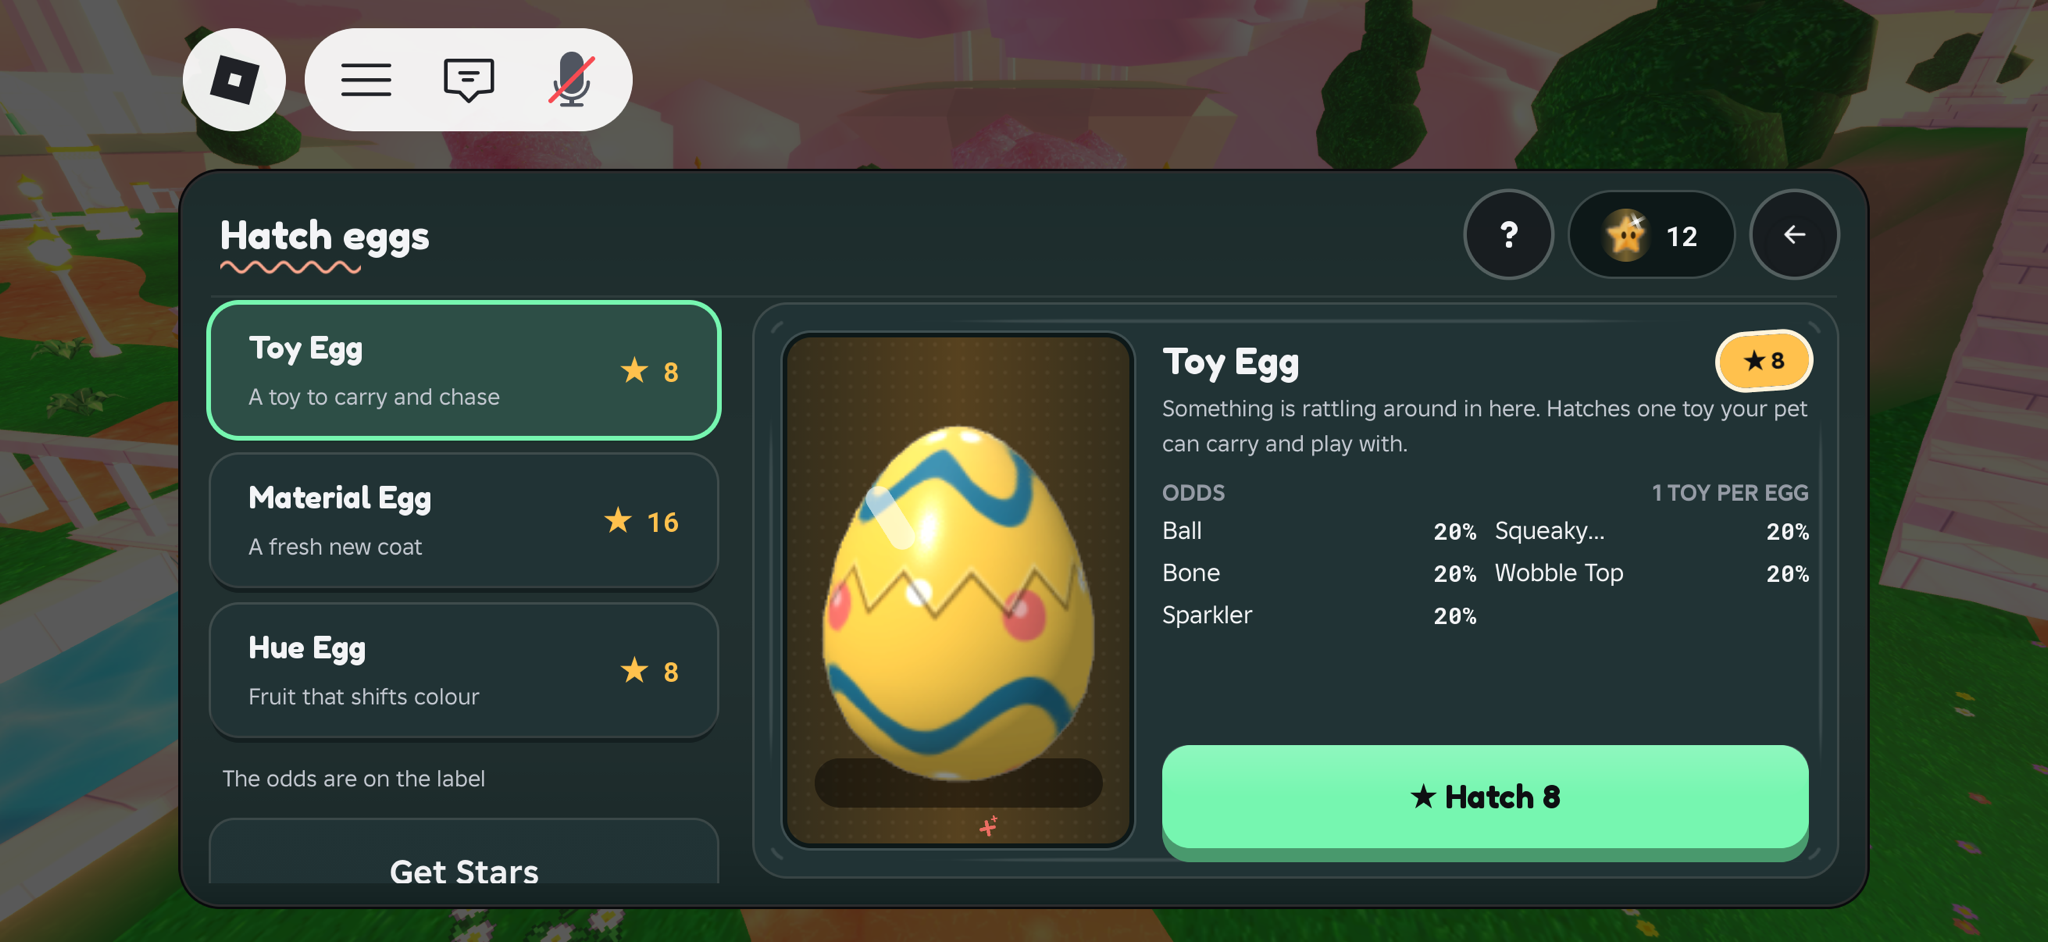 Hatch eggs
?
12
Toy Egg
A toy to carry and chase
★ 8
Material Egg
A fresh new coat
★ 16
Hue Egg
Fruit that shifts colour
★ 8
The odds are on the label
Get Stars
Toy Egg
★ 8
Something is rattling around in here. Hatches one toy your pet
can carry and play with.
ODDS 1 TOY PER EGG
Ball 20% Squeaky... 20%
Bone 20% Wobble Top 20%
Sparkler 20%
★ Hatch 8